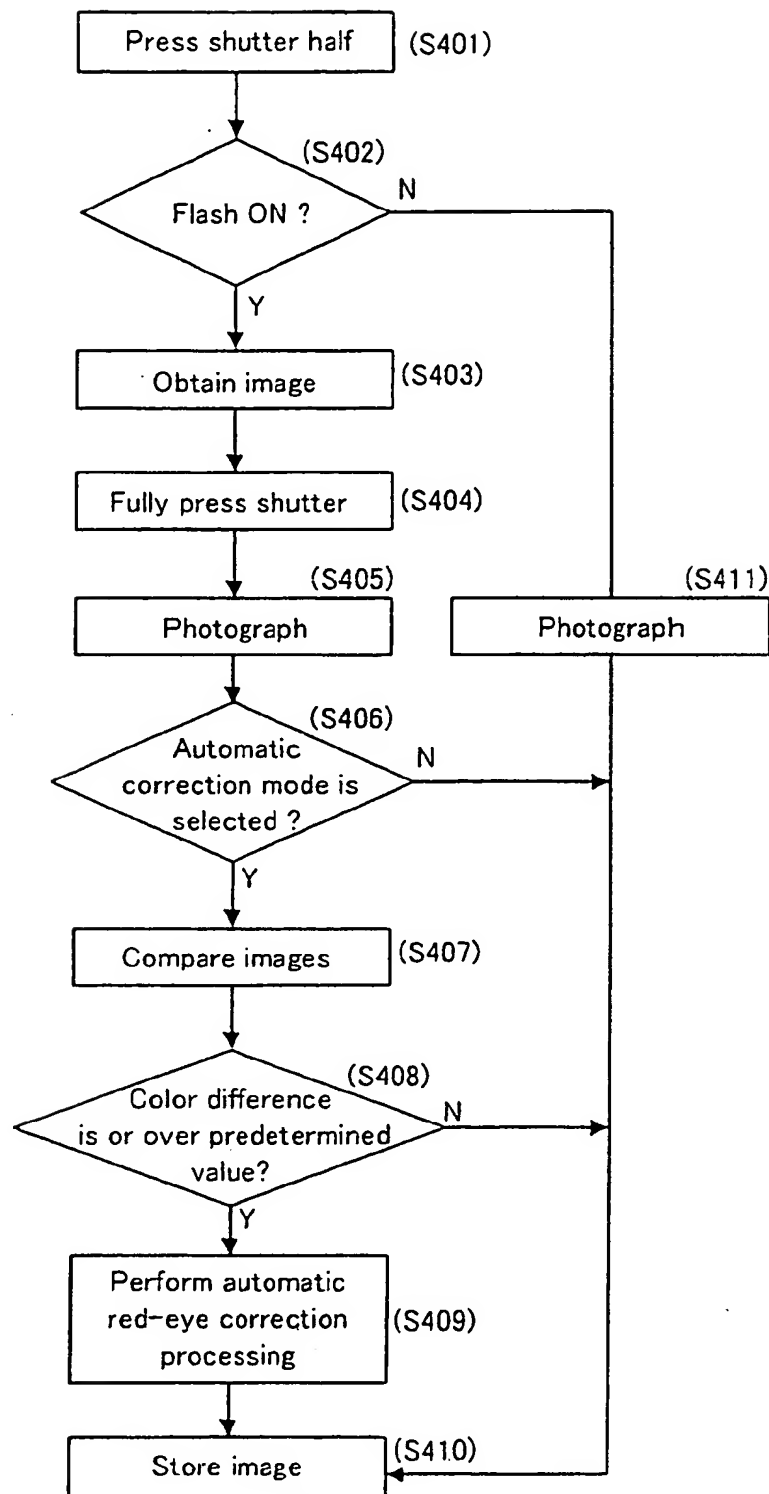 Press shutter half
(S401)
(S402)
Flash ON ?
N
Y
Obtain image
(S403)
Fully press shutter
(S404)
(S405)
Photograph
(S411)
Photograph
(S406)
Automatic
correction mode is
selected ?
N
Y
Compare images
(S407)
(S408)
Color difference
is or over predetermined
value?
N
Y
Perform automatic
red-eye correction
processing
(S409)
(S410)
Store image